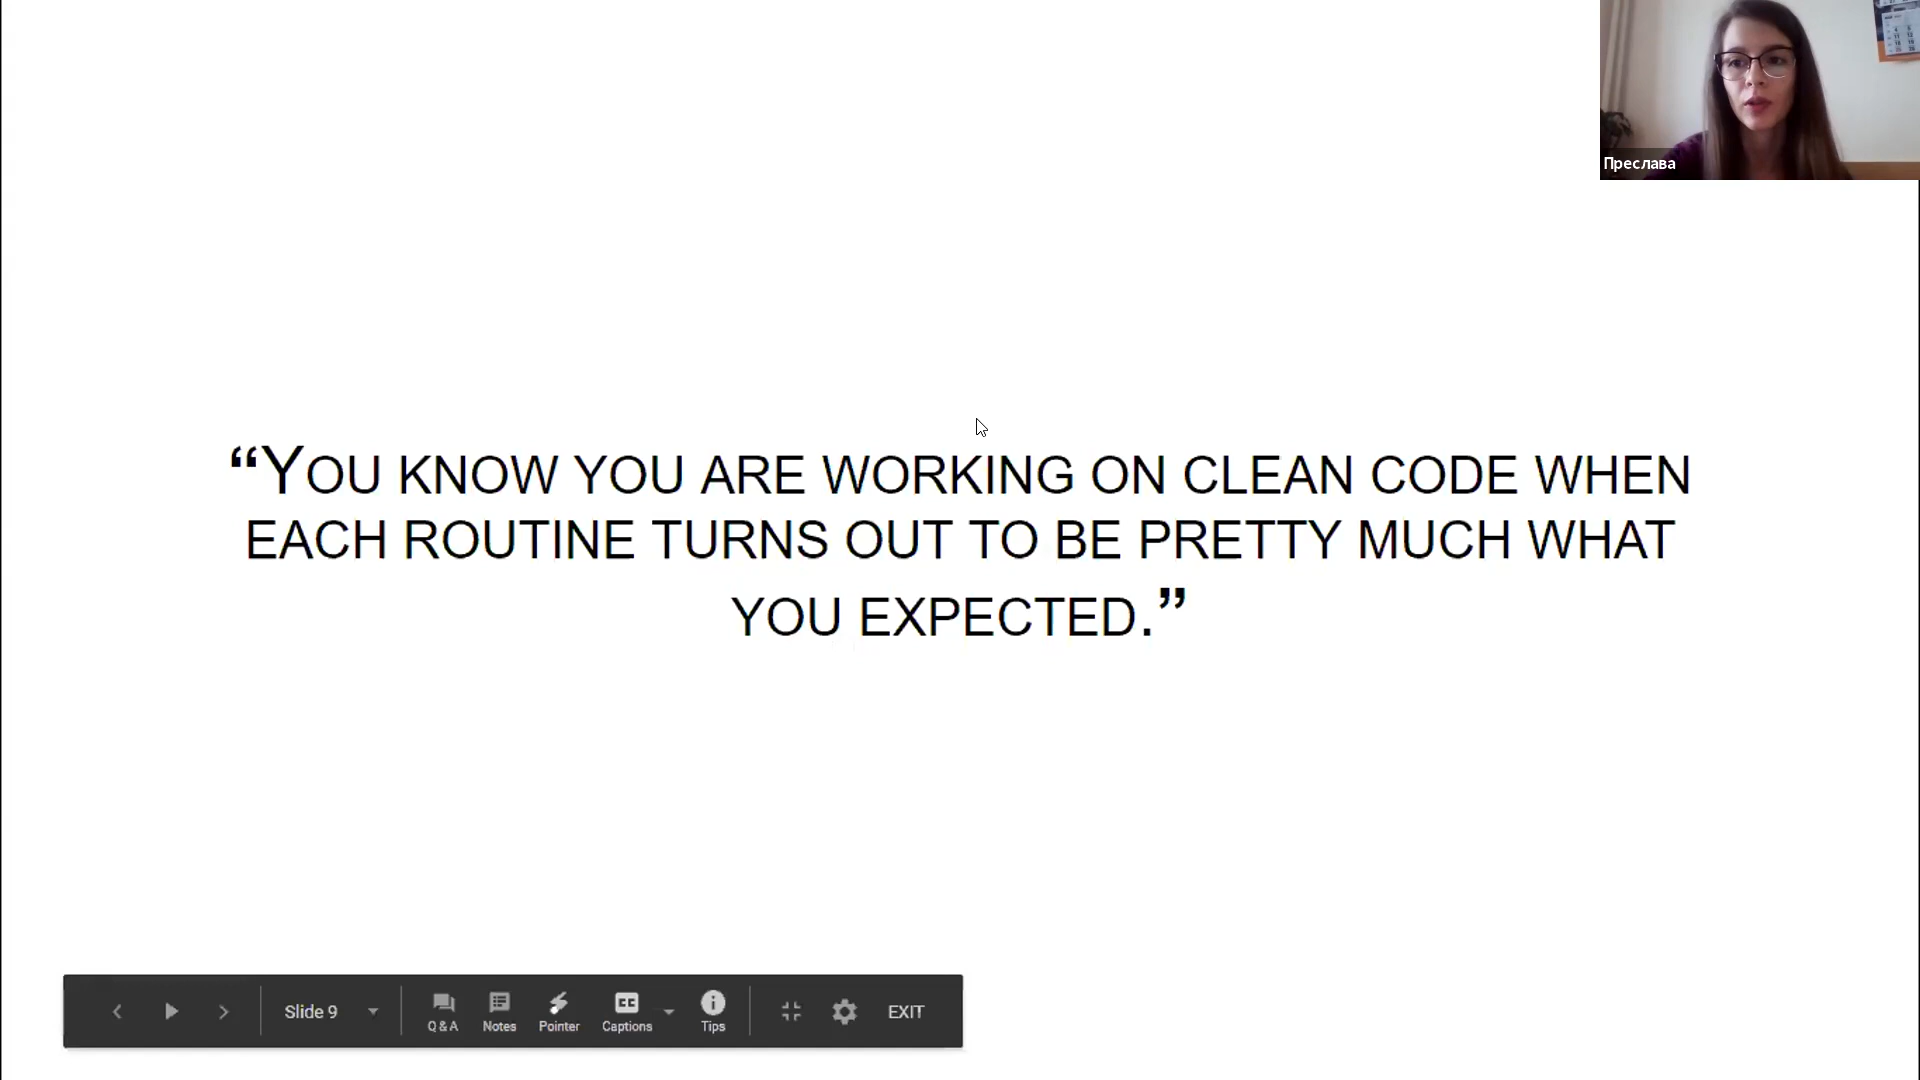 Преслава
“YOU KNOW YOU ARE WORKING ON CLEAN CODE WHEN
EACH ROUTINE TURNS OUT TO BE PRETTY MUCH WHAT
YOU EXPECTED.”
Slide 9
Q & A
Notes
Pointer
Captions
Tips
EXIT